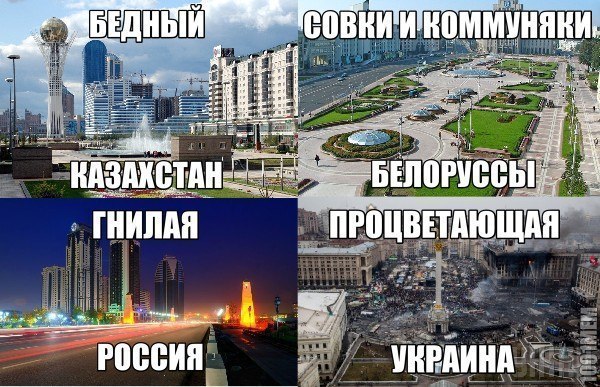 БЕДНЫЙ
КАЗАХСТАН
СОВКИ И КОММУНЯКИ
БЕЛОРУССЫ
ГНИЛАЯ
РОССИЯ
ПРОЦВЕТАЮЩАЯ
УКРАИНА